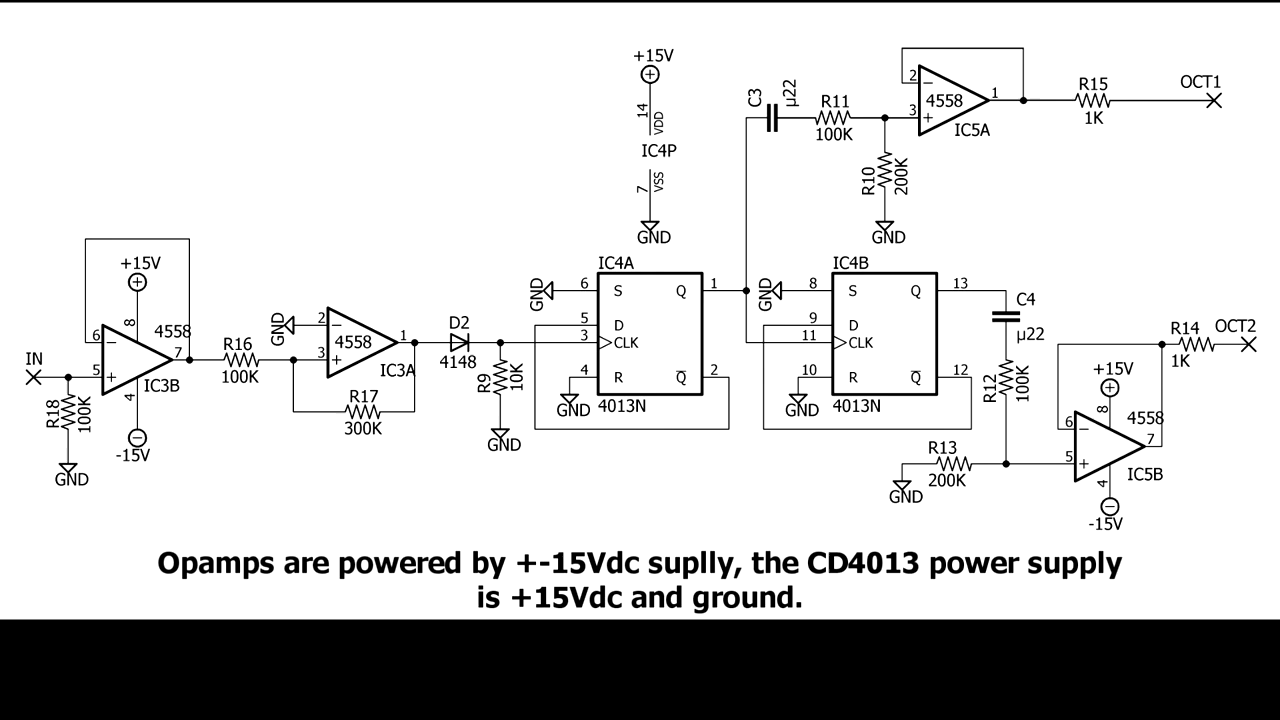 +15V
14
VDD
IC4P
7
VSS
GND
C3
µ22
R11
100K
R10
200K
GND
2
3
4558
1
IC5A
R15
1K
OCT1
IN
R18
100K
GND
+15V
8
6
5
4558
7
IC3B
4
-15V
R16
100K
GND
2
3
4558
1
IC3A
R17
300K
D2
4148
R9
10K
GND
IC4A
GND
6
S
Q
1
5
D
3
CLK
4
R
Q
2
GND
4013N
IC4B
GND
8
S
Q
13
9
D
11
CLK
10
R
Q
12
GND
4013N
C4
µ22
R12
100K
R13
200K
GND
+15V
8
6
5
4558
7
IC5B
4
-15V
R14
1K
OCT2
Opamps are powered by +-15Vdc suplly, the CD4013 power supply
is +15Vdc and ground.